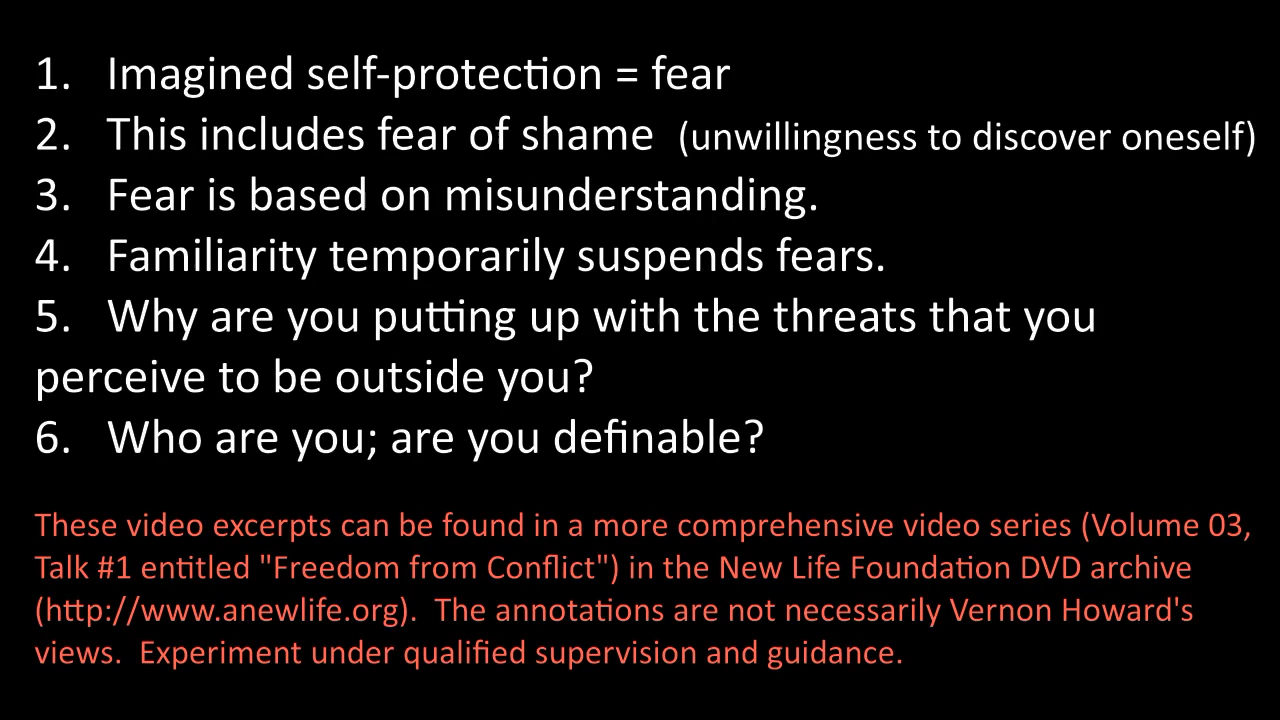 1. Imagined self-protection = fear
2. This includes fear of shame (unwillingness to discover oneself)
3. Fear is based on misunderstanding.
4. Familiarity temporarily suspends fears.
5. Why are you putting up with the threats that you
perceive to be outside you?
6. Who are you; are you definable?
These video excerpts can be found in a more comprehensive video series (Volume 03,
Talk #1 entitled "Freedom from Conflict") in the New Life Foundation DVD archive
(http://www.anewlife.org). The annotations are not necessarily Vernon Howard's
views. Experiment under qualified supervision and guidance.